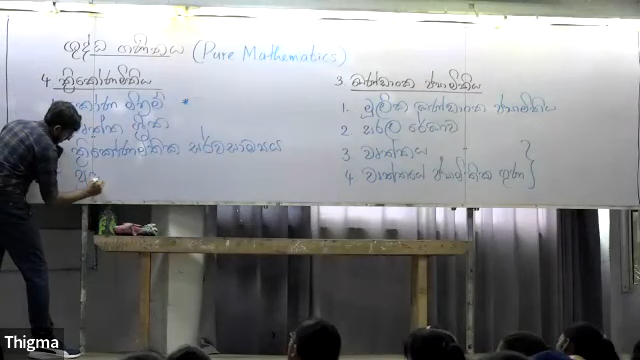 ශුද්ධ ගණිතය (Pure Mathematics)
4 ත්‍රිකෝණමිතිය
කෝණ මිනුම් *
වෘත්ත
ත්‍රිකෝණමිතික සර්වසාම්‍යය
3 ඛණ්ඩාංක ජ්‍යාමිතිය
1. මූලික ඛණ්ඩාංක ජ්‍යාමිතිය
2 සරල රේඛාව
3 වෘත්තය
4 වෘත්තයේ ජ්‍යාමිතික ගුණ
Thigma